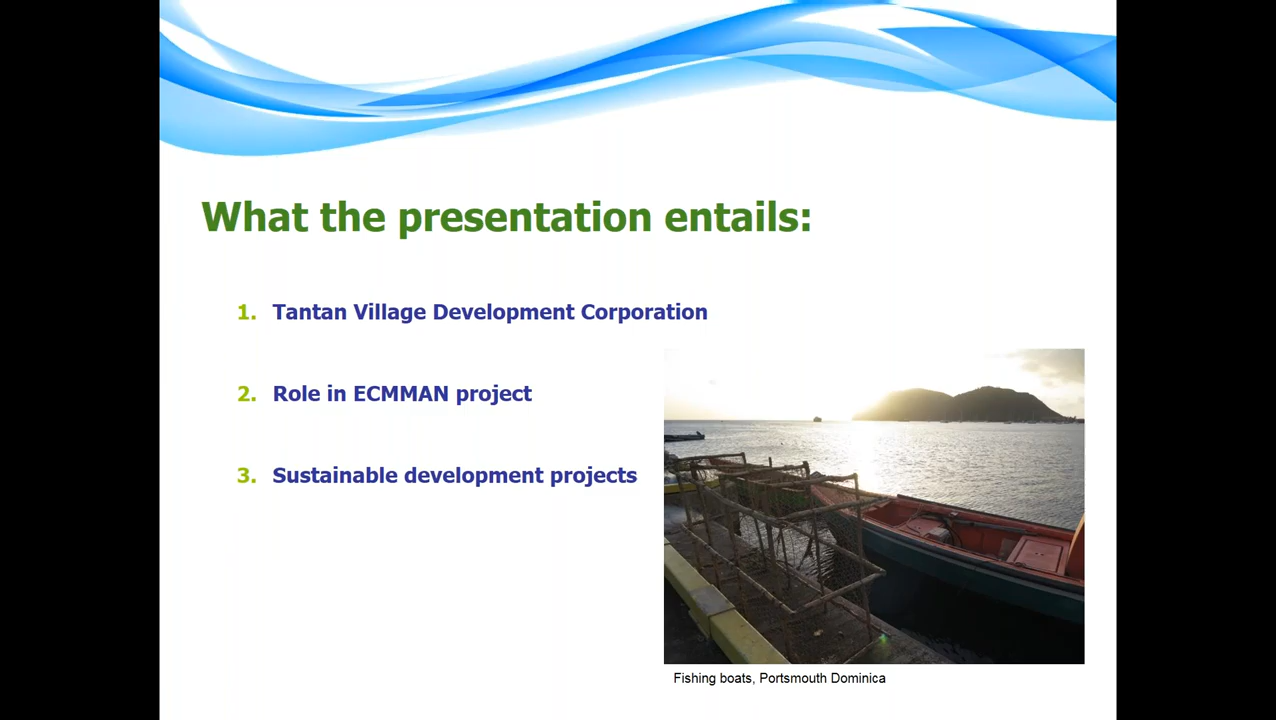 What the presentation entails:
1. Tantan Village Development Corporation
2. Role in ECMMAN project
3. Sustainable development projects
Fishing boats, Portsmouth Dominica